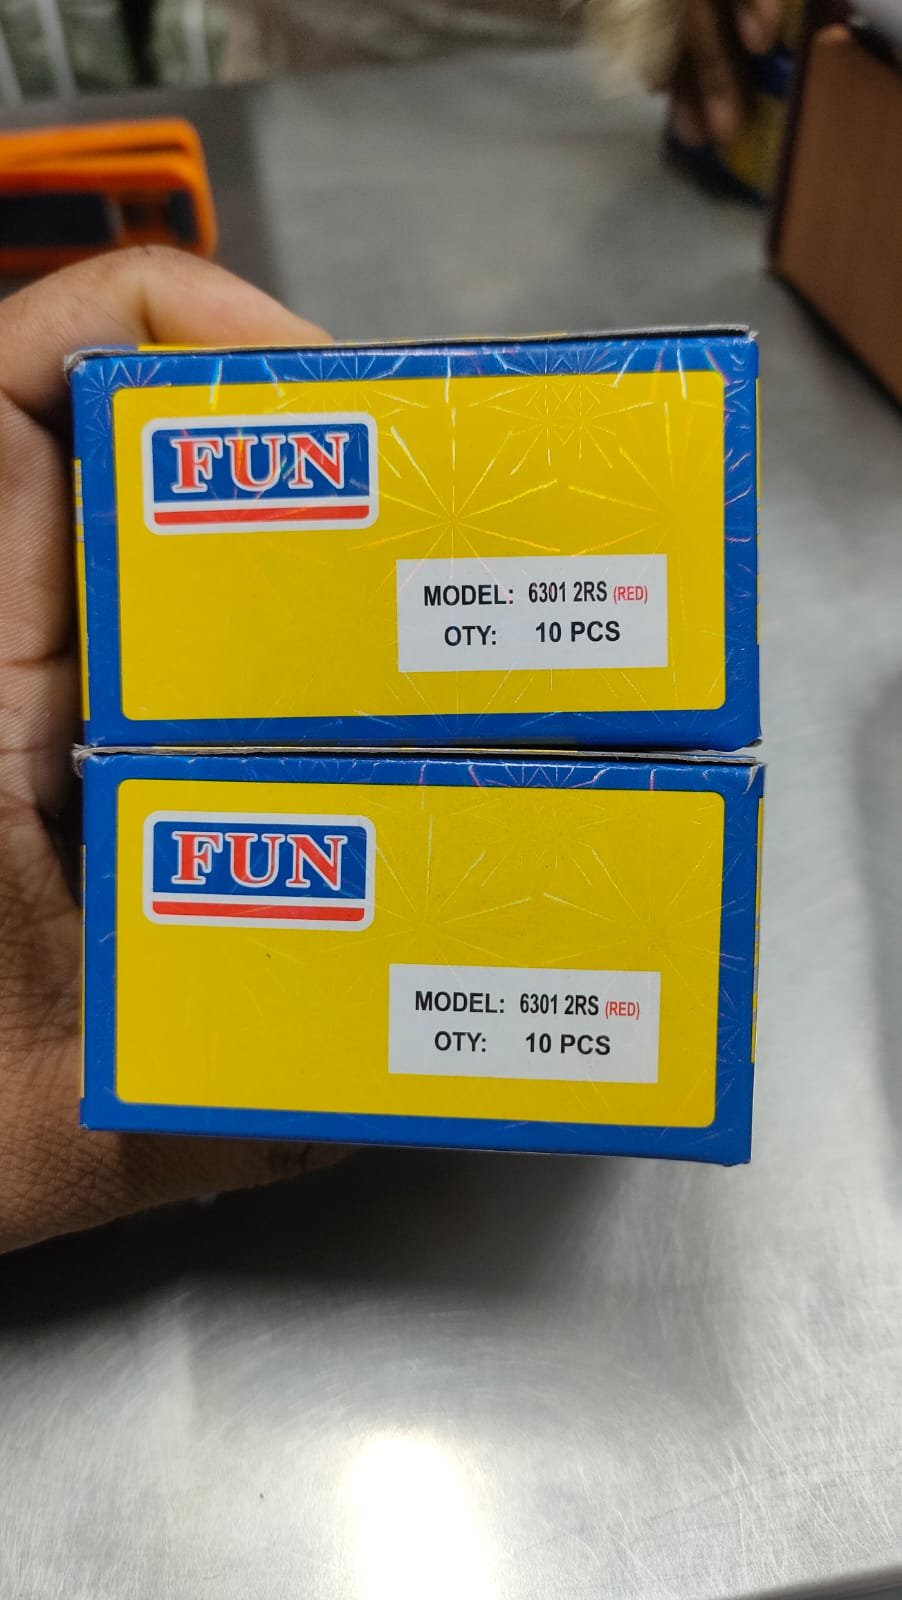 FUN
MODEL: 6301 2RS (RED)
OTY: 10 PCS
FUN
MODEL: 6301 2RS (RED)
OTY: 10 PCS